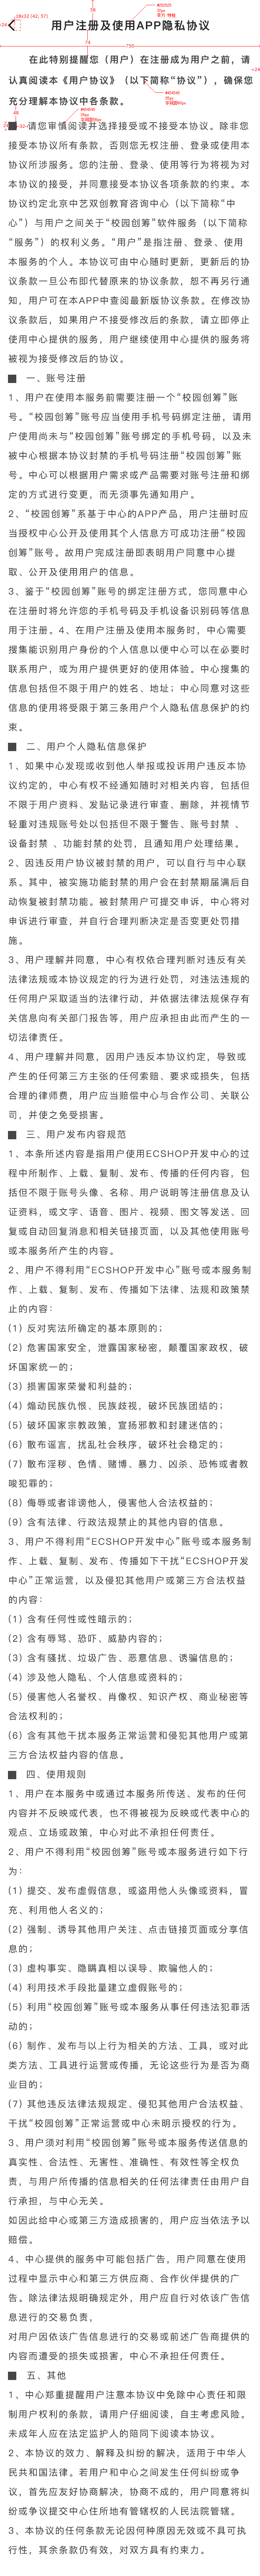 用户注册及使用APP隐私协议
18x32 (42, 57)
58
24
74
750
24
48
在此特别提醒您（用户）在注册成为用户之前，请
认真阅读本《用户协议》（以下简称“协议”），确保您
充分理解本协议中各条款。
请您审慎阅读并选择接受或不接受本协议。除非您
接受本协议所有条款，否则您无权注册、登录或使用本
协议所涉服务。您的注册、登录、使用等行为将视为对
本协议的接受，并同意接受本协议各项条款的约束。本
协议约定北京中艺双创教育咨询中心（以下简称“中
心”）与用户之间关于“校园创筹”软件服务（以下简称
“服务”）的权利义务。“用户”是指注册、登录、使用
本服务的个人。本协议可由中心随时更新，更新后的协
议条款一旦公布即代替原来的协议条款，恕不再另行通
知，用户可在本APP中查阅最新版协议条款。在修改协
议条款后，如果用户不接受修改后的条款，请立即停止
使用中心提供的服务，用户继续使用中心提供的服务将
被视为接受修改后的协议。
一、账号注册
1、用户在使用本服务前需要注册一个“校园创筹”账
号。“校园创筹”账号应当使用手机号码绑定注册，请用
户使用尚未与“校园创筹”账号绑定的手机号码，以及未
被中心根据本协议封禁的手机号码注册“校园创筹”账
号。中心可以根据用户需求或产品需要对账号注册和绑
定的方式进行变更，而无须事先通知用户。
2、“校园创筹”系基于中心的APP产品，用户注册时应
当授权中心公开及使用其个人信息方可成功注册“校园
创筹”账号。故用户完成注册即表明用户同意中心提
取、公开及使用用户的信息。
3、鉴于“校园创筹”账号的绑定注册方式，您同意中心
在注册时将允许您的手机号码及手机设备识别码等信息
用于注册。4、在用户注册及使用本服务时，中心需要
搜集能识别用户身份的个人信息以便中心可以在必要时
联系用户，或为用户提供更好的使用体验。中心搜集的
信息包括但不限于用户的姓名、地址；中心同意对这些
信息的使用将受限于第三条用户个人隐私信息保护的约
束。
二、用户个人隐私信息保护
1、如果中心发现或收到他人举报或投诉用户违反本协
议约定的，中心有权不经通知随时对相关内容，包括但
不限于用户资料、发贴记录进行审查、删除，并视情节
轻重对违规账号处以包括但不限于警告、账号封禁 、
设备封禁 、功能封禁的处罚，且通知用户处理结果。
2、因违反用户协议被封禁的用户，可以自行与中心联
系。其中，被实施功能封禁的用户会在封禁期届满后自
动恢复被封禁功能。被封禁用户可提交申诉，中心将对
申诉进行审查，并自行合理判断决定是否变更处罚措
施。
3、用户理解并同意，中心有权依合理判断对违反有关
法律法规或本协议规定的行为进行处罚，对违法违规的
任何用户采取适当的法律行动，并依据法律法规保存有
关信息向有关部门报告等，用户应承担由此而产生的一
切法律责任。
4、用户理解并同意，因用户违反本协议约定，导致或
产生的任何第三方主张的任何索赔、要求或损失，包括
合理的律师费，用户应当赔偿中心与合作公司、关联公
司，并使之免受损害。
三、用户发布内容规范
1、本条所述内容是指用户使用ECSHOP开发中心的过
程中所制作、上载、复制、发布、传播的任何内容，包
括但不限于账号头像、名称、用户说明等注册信息及认
证资料，或文字、语音、图片、视频、图文等发送、回
复或自动回复消息和相关链接页面，以及其他使用账号
或本服务所产生的内容。
2、用户不得利用“ECSHOP开发中心”账号或本服务制
作、上载、复制、发布、传播如下法律、法规和政策禁
止的内容：
(1) 反对宪法所确定的基本原则的；
(2) 危害国家安全，泄露国家秘密，颠覆国家政权，破
坏国家统一的；
(3) 损害国家荣誉和利益的；
(4) 煽动民族仇恨、民族歧视，破坏民族团结的；
(5) 破坏国家宗教政策，宣扬邪教和封建迷信的；
(6) 散布谣言，扰乱社会秩序，破坏社会稳定的；
(7) 散布淫秽、色情、赌博、暴力、凶杀、恐怖或者教
唆犯罪的；
(8) 侮辱或者诽谤他人，侵害他人合法权益的；
(9) 含有法律、行政法规禁止的其他内容的信息。
3、用户不得利用“ECSHOP开发中心”账号或本服务制
作、上载、复制、发布、传播如下干扰“ECSHOP开发
中心”正常运营，以及侵犯其他用户或第三方合法权益
的内容：
(1) 含有任何性或性暗示的；
(2) 含有辱骂、恐吓、威胁内容的；
(3) 含有骚扰、垃圾广告、恶意信息、诱骗信息的；
(4) 涉及他人隐私、个人信息或资料的；
(5) 侵害他人名誉权、肖像权、知识产权、商业秘密等
合法权利的；
(6) 含有其他干扰本服务正常运营和侵犯其他用户或第
三方合法权益内容的信息。
四、使用规则
1、用户在本服务中或通过本服务所传送、发布的任何
内容并不反映或代表，也不得被视为反映或代表中心的
观点、立场或政策，中心对此不承担任何责任。
2、用户不得利用“校园创筹”账号或本服务进行如下行
为：
(1) 提交、发布虚假信息，或盗用他人头像或资料，冒
充、利用他人名义的；
(2) 强制、诱导其他用户关注、点击链接页面或分享信
息的；
(3) 虚构事实、隐瞒真相以误导、欺骗他人的；
(4) 利用技术手段批量建立虚假账号的；
(5) 利用“校园创筹”账号或本服务从事任何违法犯罪活
动的；
(6) 制作、发布与以上行为相关的方法、工具，或对此
类方法、工具进行运营或传播，无论这些行为是否为商
业目的；
(7) 其他违反法律法规规定、侵犯其他用户合法权益、
干扰“校园创筹”正常运营或中心未明示授权的行为。
3、用户须对利用“校园创筹”账号或本服务传送信息的
真实性、合法性、无害性、准确性、有效性等全权负
责，与用户所传播的信息相关的任何法律责任由用户自
行承担，与中心无关。
如因此给中心或第三方造成损害的，用户应当依法予以
赔偿。
4、中心提供的服务中可能包括广告，用户同意在使用
过程中显示中心和第三方供应商、合作伙伴提供的广
告。除法律法规明确规定外，用户应自行对依该广告信
息进行的交易负责，
对用户因依该广告信息进行的交易或前述广告商提供的
内容而遭受的损失或损害，中心不承担任何责任。
五、其他
1、中心郑重提醒用户注意本协议中免除中心责任和限
制用户权利的条款，请用户仔细阅读，自主考虑风险。
未成年人应在法定监护人的陪同下阅读本协议。
2、本协议的效力、解释及纠纷的解决，适用于中华人
民共和国法律。若用户和中心之间发生任何纠纷或争
议，首先应友好协商解决，协商不成的，用户同意将纠
纷或争议提交中心住所地有管辖权的人民法院管辖。
3、本协议的任何条款无论因何种原因无效或不具可执
行性，其余条款仍有效，对双方具有约束力。